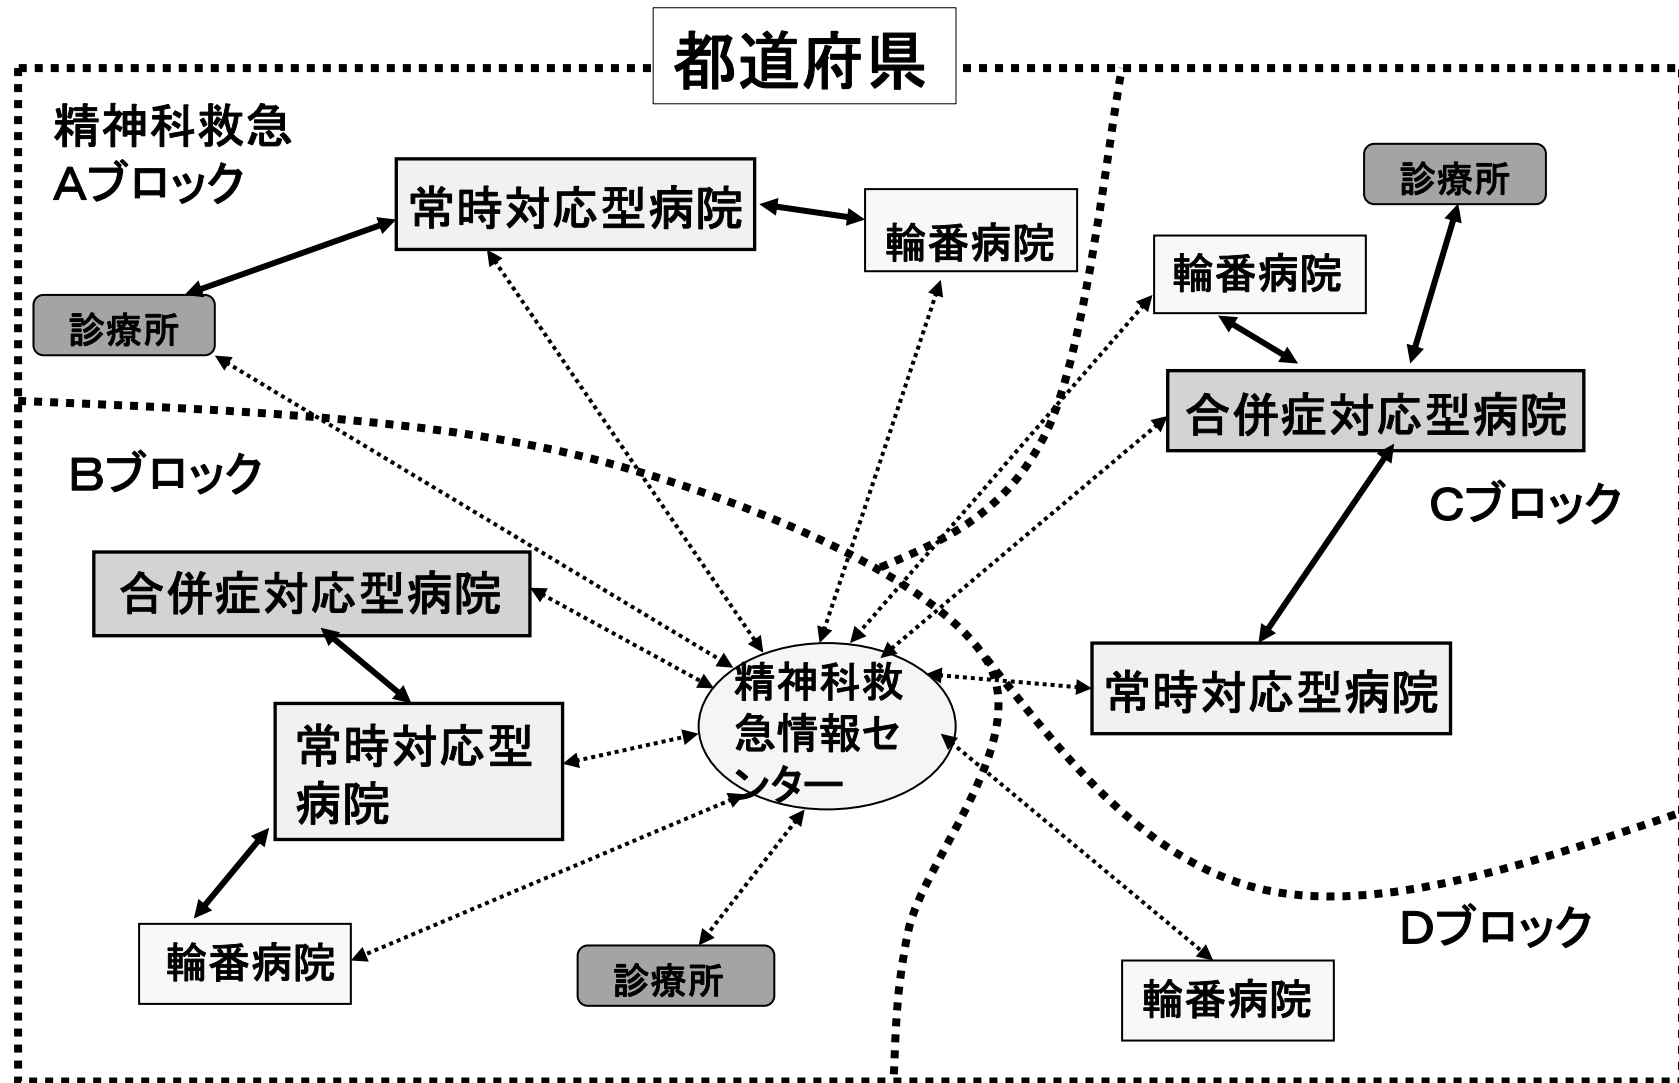 都道府県
精神科救急
Aブロック
常時対応型病院
輪番病院
診療所
診療所
輪番病院
合併症対応型病院
Cブロック
常時対応型病院
Bブロック
合併症対応型病院
常時対応型
病院
輪番病院
診療所
精神科救
急情報セ
ンター
Dブロック
輪番病院